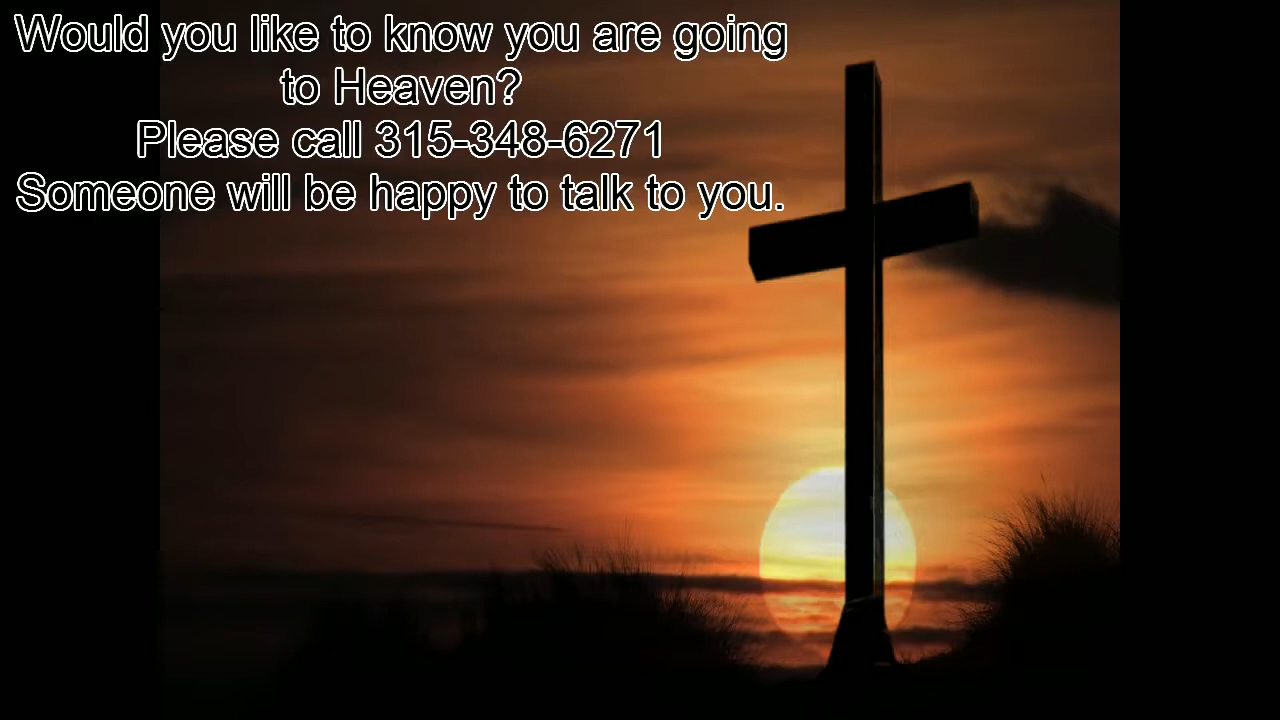 Would you like to know you are going
to Heaven?
Please call 315-348-6271
Someone will be happy to talk to you.